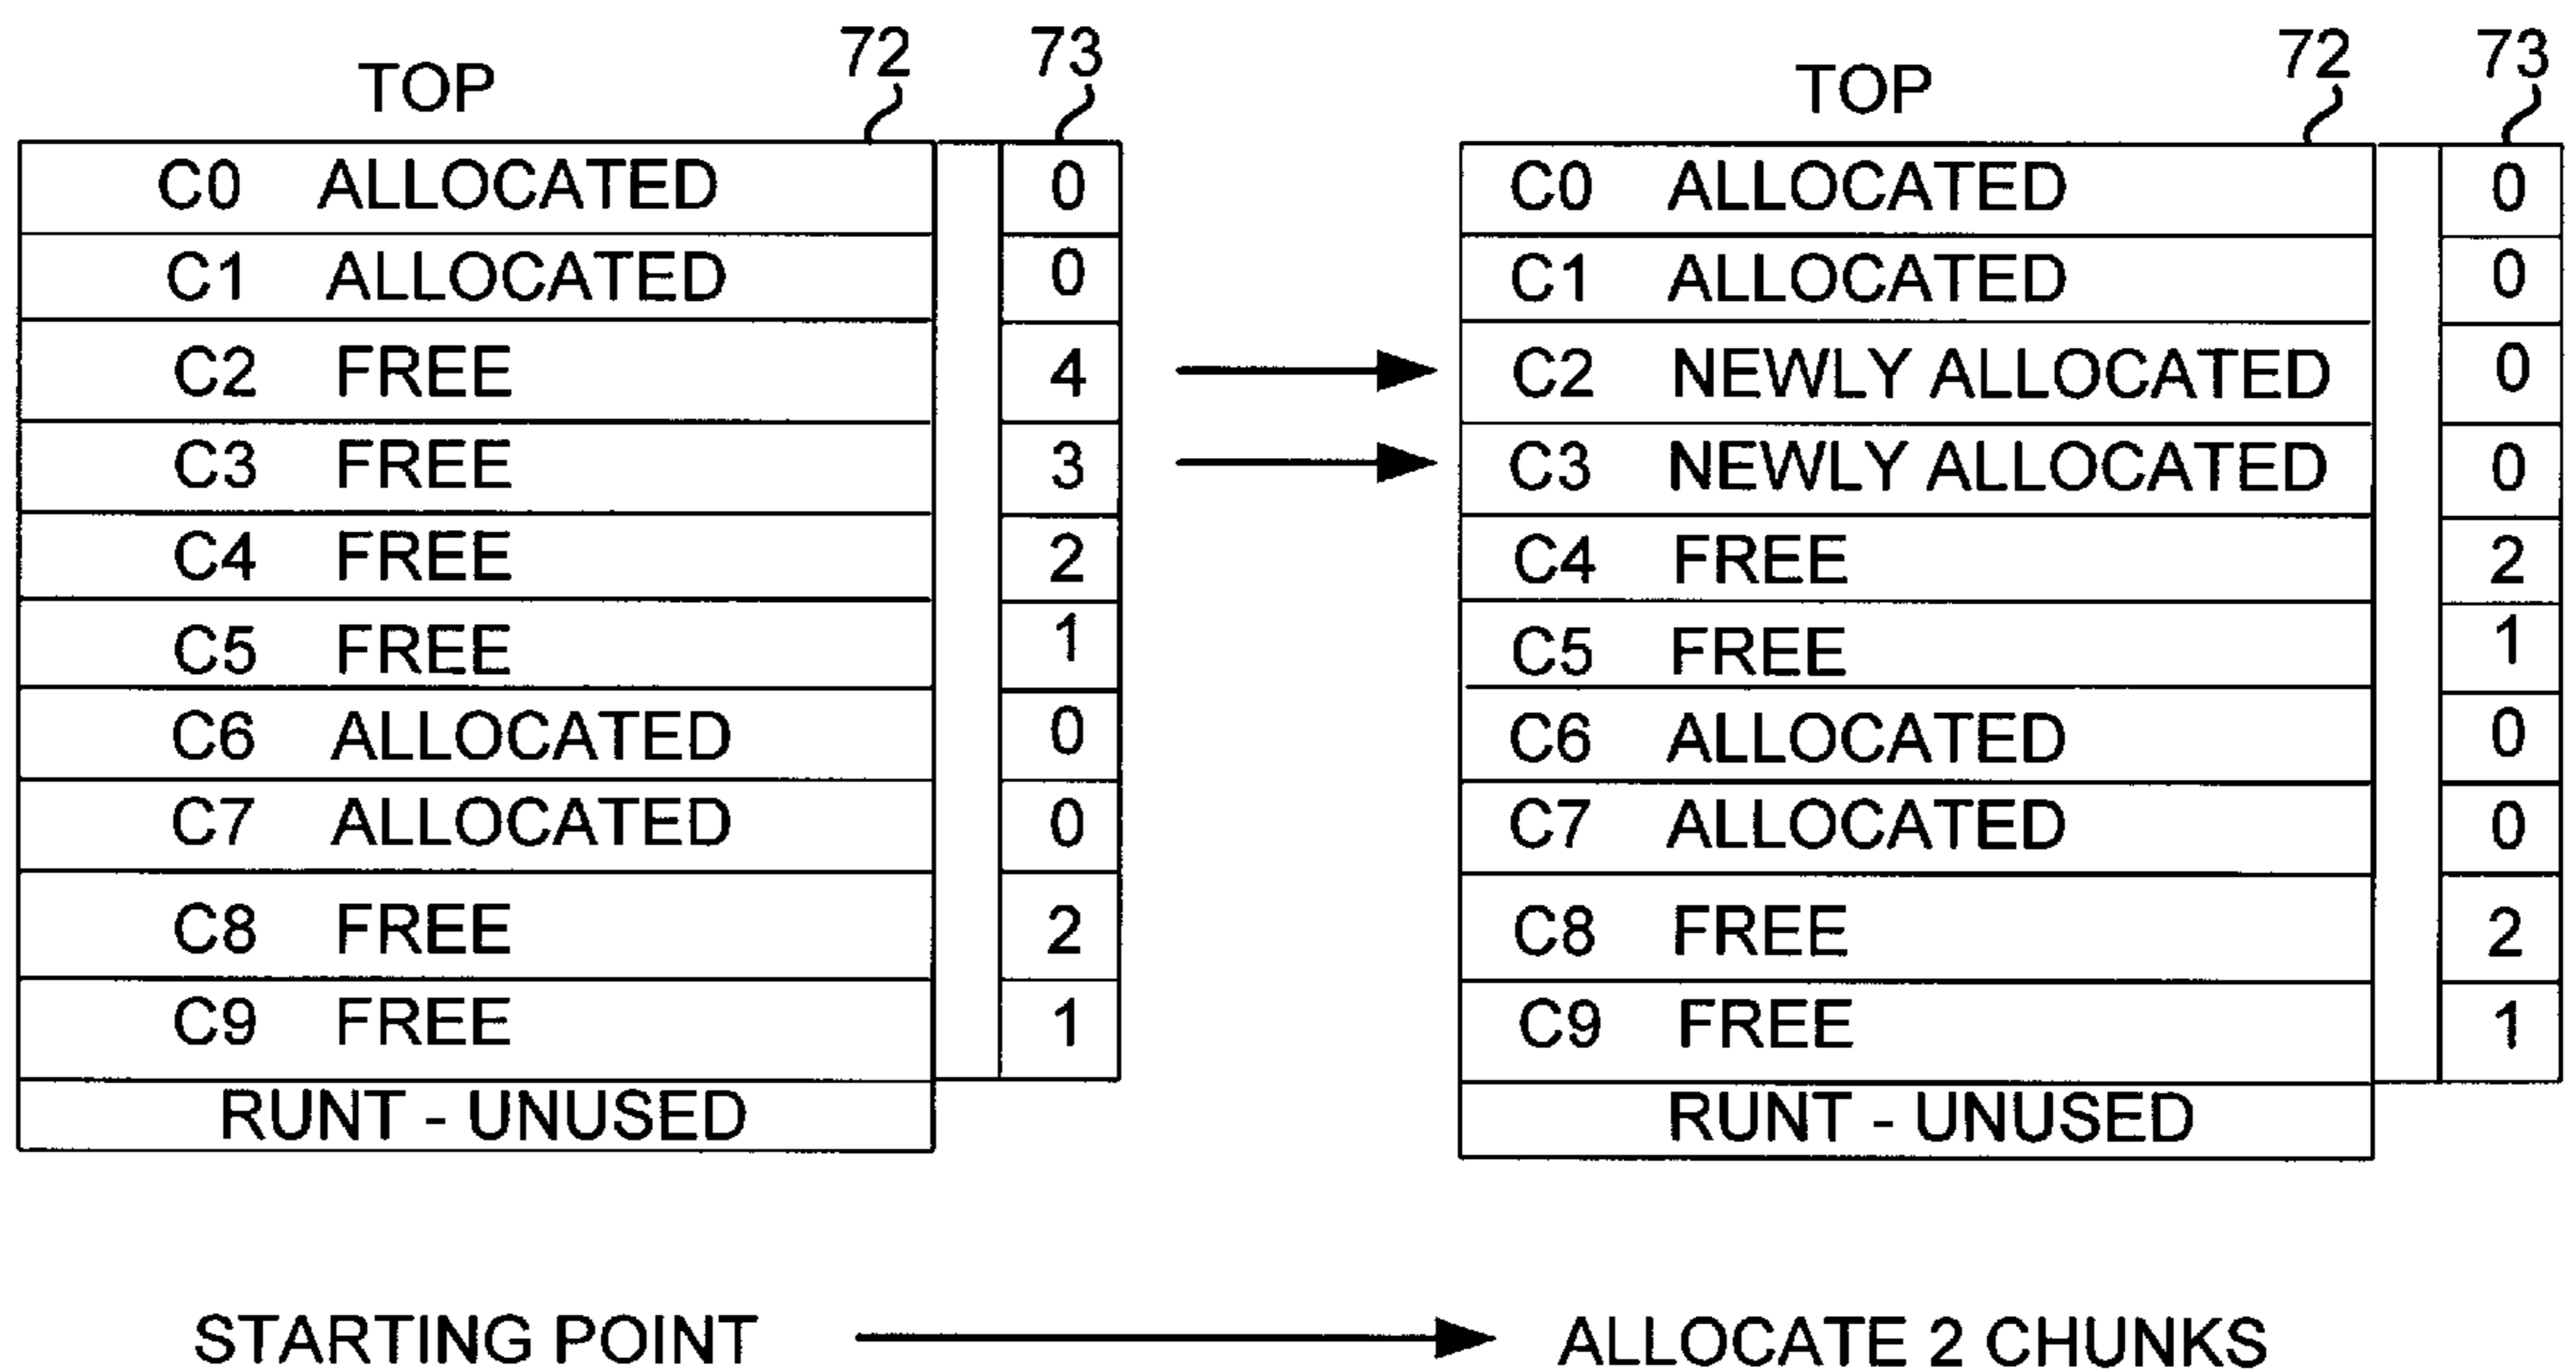 TOP 72 73 TOP 72 73
C0 ALLOCATED 0 C0 ALLOCATED 0
C1 ALLOCATED 0 C1 ALLOCATED 0
C2 FREE 4 C2 NEWLY ALLOCATED 0
C3 FREE 3 C3 NEWLY ALLOCATED 0
C4 FREE 2 C4 FREE 2
C5 FREE 1 C5 FREE 1
C6 ALLOCATED 0 C6 ALLOCATED 0
C7 ALLOCATED 0 C7 ALLOCATED 0
C8 FREE 2 C8 FREE 2
C9 FREE 1 C9 FREE 1
RUNT - UNUSED RUNT - UNUSED
STARTING POINT ALLOCATE 2 CHUNKS